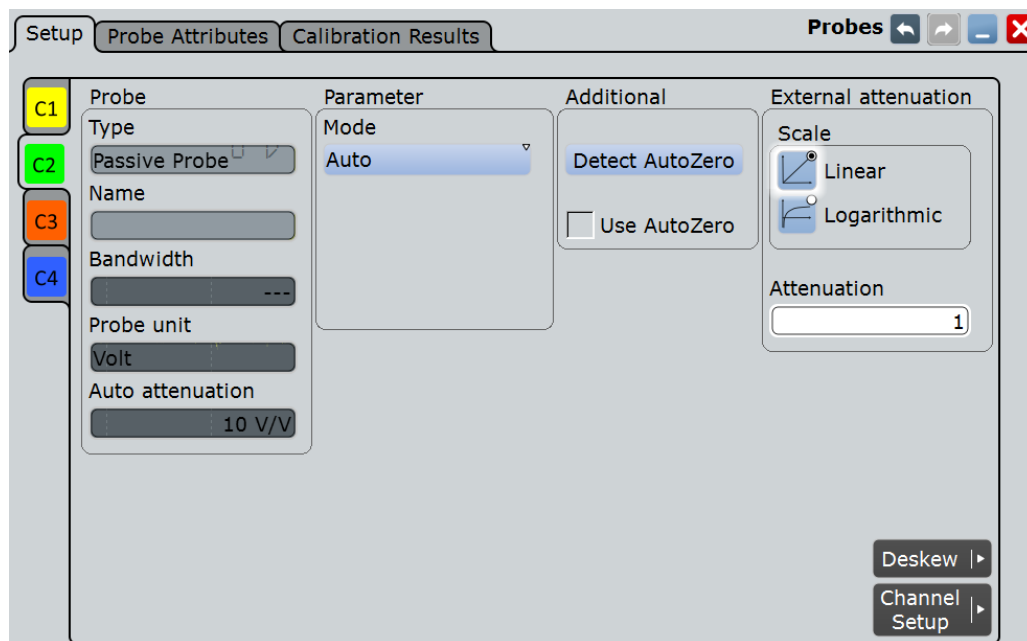 Setup
Probe Attributes
Calibration Results
Probes
C1
C2
C3
C4
Probe
Type
Passive Probe
Name
Bandwidth
---
Probe unit
Volt
Auto attenuation
10 V/V
Parameter
Mode
Auto
Additional
Detect AutoZero
Use AutoZero
External attenuation
Scale
Linear
Logarithmic
Attenuation
1
Deskew
Channel
Setup